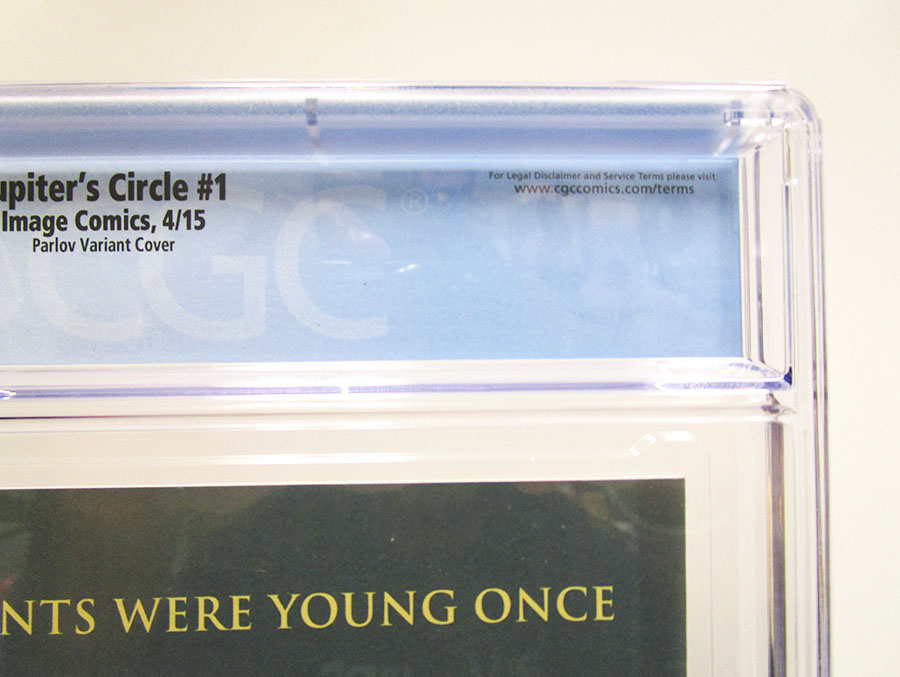 upiter's Circle #1
Image Comics, 4/15
Parlov Variant Cover
For Legal Disclaimer and Service Terms please visit:
www.cgccomics.com/terms
CGC®
NTS WERE YOUNG ONCE